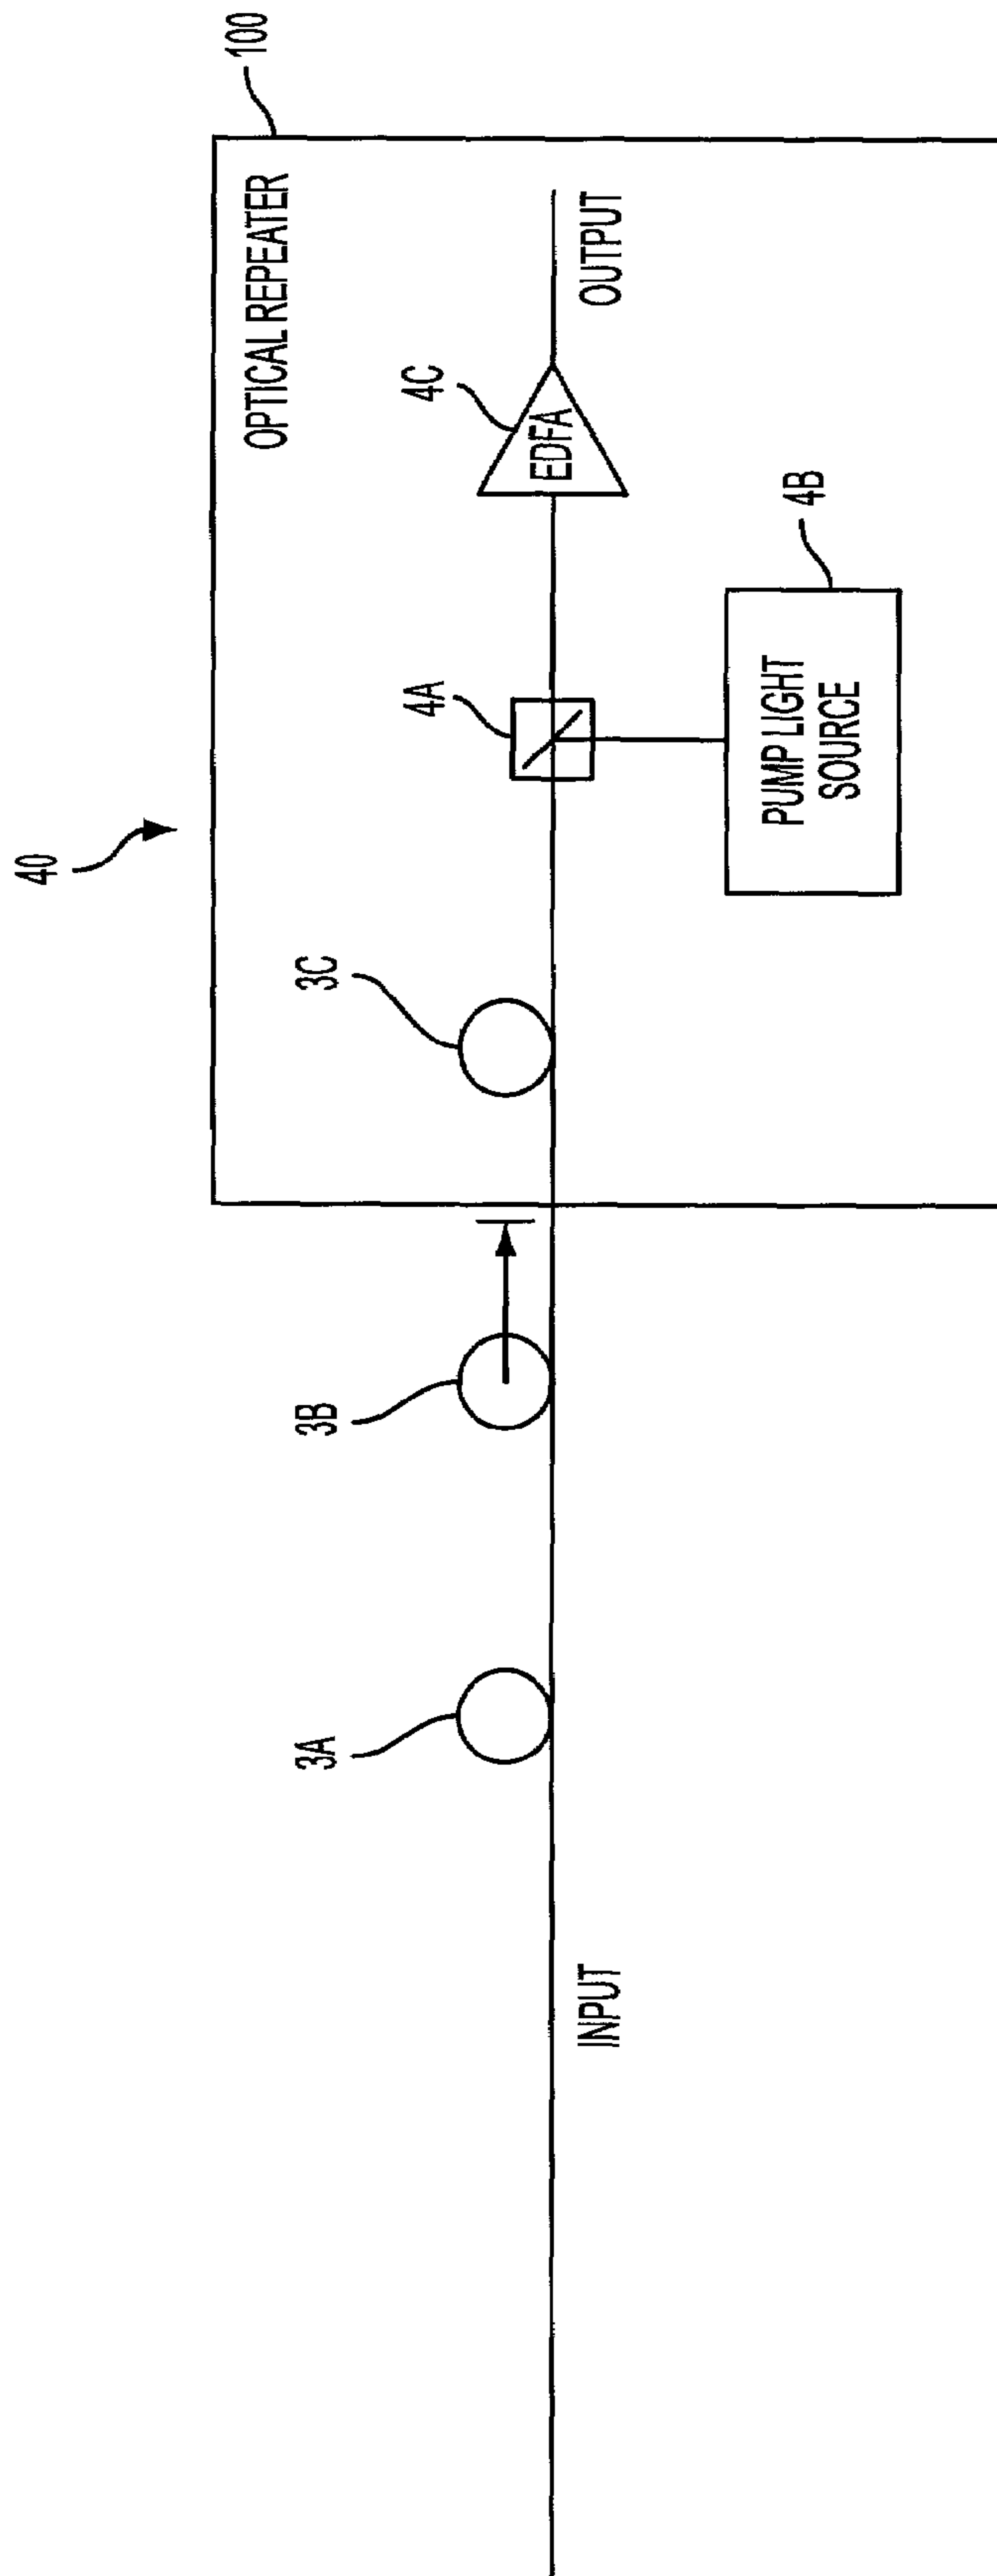 40
100
OPTICAL REPEATER
3A
3B
3C
4A
4C
EDFA
INPUT
OUTPUT
4B
PUMP LIGHT
SOURCE